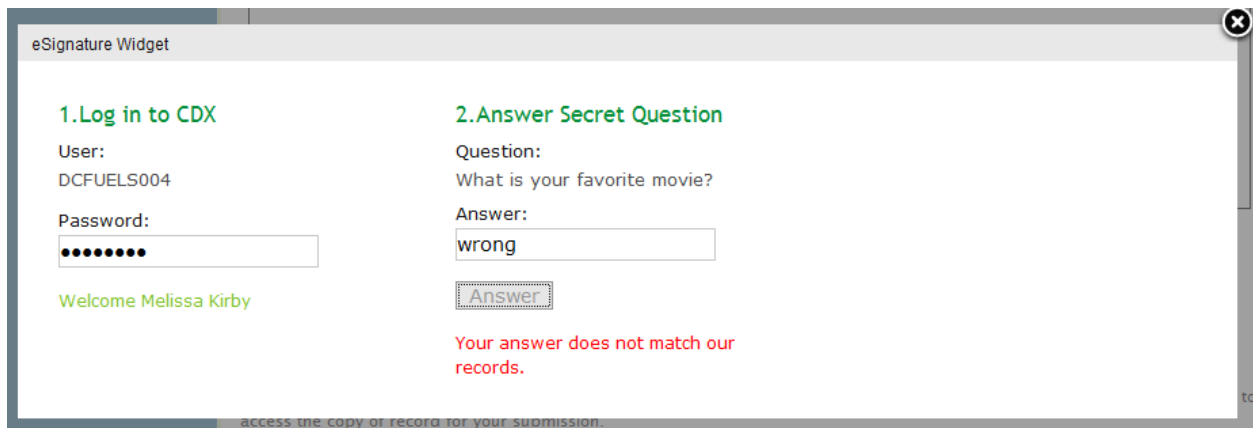 eSignature Widget
1.Log in to CDX
User:
DCFUELS004
Password:
••••••••
Welcome Melissa Kirby
2.Answer Secret Question
Question:
What is your favorite movie?
Answer:
wrong
Answer
Your answer does not match our
records.
to
access the copy of record for your submission.